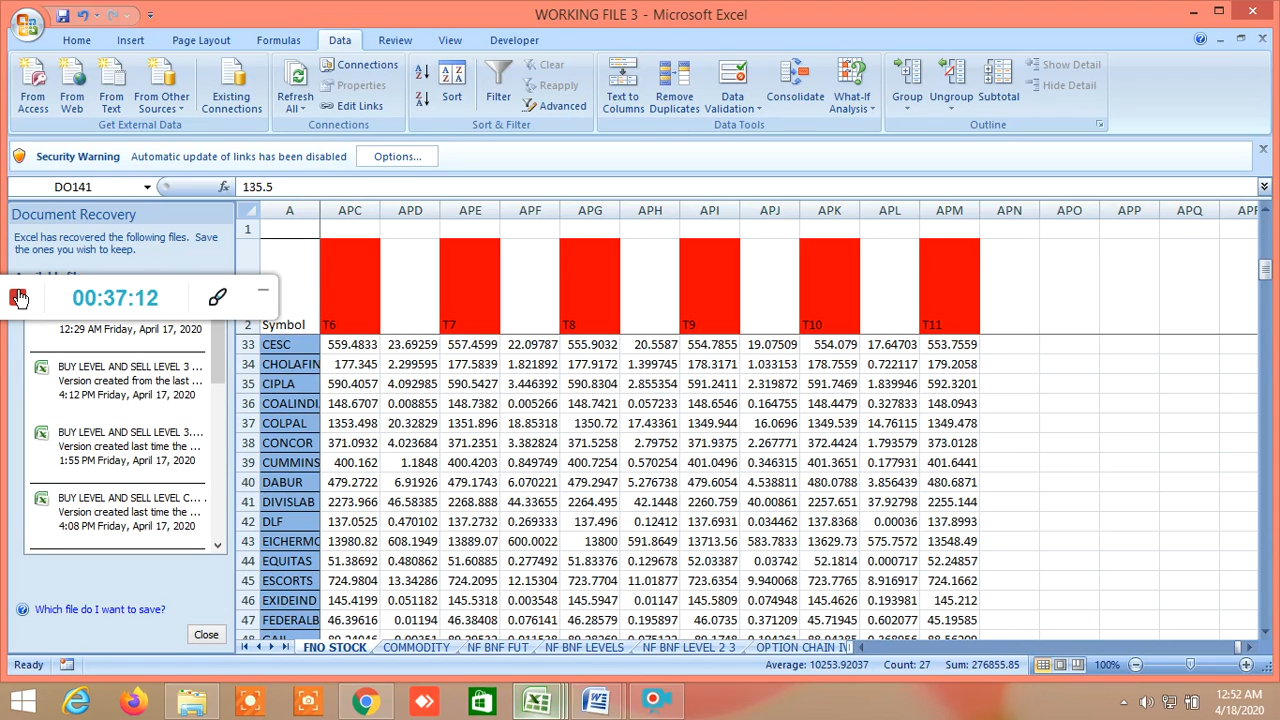 WORKING FILE 3 - Microsoft Excel
Home Insert Page Layout Formulas Data Review View Developer
From Access
From Web
From Text
From Other Sources
Existing Connections
Get External Data
Refresh All
Connections
Properties
Edit Links
Connections
Sort
Filter
Clear
Reapply
Advanced
Sort & Filter
Text to Columns
Remove Duplicates
Data Validation
Consolidate
What-If Analysis
Data Tools
Group
Ungroup
Subtotal
Show Detail
Hide Detail
Outline
Security Warning Automatic update of links has been disabled Options...
DO141 fx 135.5
Document Recovery
Excel has recovered the following files. Save
the ones you wish to keep.
00:37:12
12:29 AM Friday, April 17, 2020
BUY LEVEL AND SELL LEVEL 3 ...
Version created from the last ...
4:12 PM Friday, April 17, 2020
BUY LEVEL AND SELL LEVEL 3....
Version created last time the ...
1:55 PM Friday, April 17, 2020
BUY LEVEL AND SELL LEVEL C... .
Version created last time the ...
4:08 PM Friday, April 17, 2020
Which file do I want to save?
Close
A APC APD APE APF APG APH API APJ APK APL APM APN APO APP APQ
1
2 Symbol T6 T7 T8 T9 T10 T11
33 CESC 559.4833 23.69259 557.4599 22.09787 555.9032 20.5587 554.7855 19.07509 554.079 17.64703 553.7559
34 CHOLAFIN 177.345 2.299595 177.5839 1.821892 177.9172 1.399745 178.3171 1.033153 178.7559 0.722117 179.2058
35 CIPLA 590.4057 4.092985 590.5427 3.446392 590.8304 2.855354 591.2411 2.319872 591.7469 1.839946 592.3201
36 COALINDI 148.6707 0.008855 148.7382 0.005266 148.7421 0.057233 148.6546 0.164755 148.4479 0.327833 148.0943
37 COLPAL 1353.498 20.32829 1351.896 18.85318 1350.72 17.43361 1349.944 16.0696 1349.539 14.76115 1349.478
38 CONCOR 371.0932 4.023684 371.2351 3.382824 371.5258 2.79752 371.9375 2.267771 372.4424 1.793579 373.0128
39 CUMMINS 400.162 1.1848 400.4203 0.849749 400.7254 0.570254 401.0496 0.346315 401.3651 0.177931 401.6441
40 DABUR 479.2722 6.91926 479.1743 6.070221 479.2947 5.276738 479.6054 4.538811 480.0788 3.856439 480.6871
41 DIVISLAB 2273.966 46.58385 2268.888 44.33655 2264.495 42.1448 2260.759 40.00861 2257.651 37.92798 2255.144
42 DLF 137.0525 0.470102 137.2732 0.269333 137.496 0.12412 137.6931 0.034462 137.8368 0.00036 137.8993
43 EICHERMO 13980.82 608.1949 13889.07 600.0022 13800 591.8649 13713.56 583.7833 13629.73 575.7572 13548.49
44 EQUITAS 51.38692 0.480862 51.60885 0.287492 51.83376 0.129678 52.03387 0.03742 52.1814 0.000717 52.24857
45 ESCORTS 724.9804 13.34286 724.2095 12.15304 723.7704 11.01877 723.6354 9.940068 723.7765 8.916917 724.1662
46 EXIDEIND 145.4199 0.051182 145.5318 0.003548 145.5947 0.01147 145.5809 0.074948 145.4626 0.193981 145.212
47 FEDERALB 46.39616 0.01194 46.38408 0.076141 46.28579 0.195897 46.0735 0.371209 45.71945 0.602077 45.19585
FNO STOCK COMMODITY NF BNF FUT NF BNF LEVELS NF BNF LEVEL 2 3 OPTION CHAIN IV
Ready Average: 10253.92037 Count: 27 Sum: 276855.85 100%
12:52 AM
4/18/2020